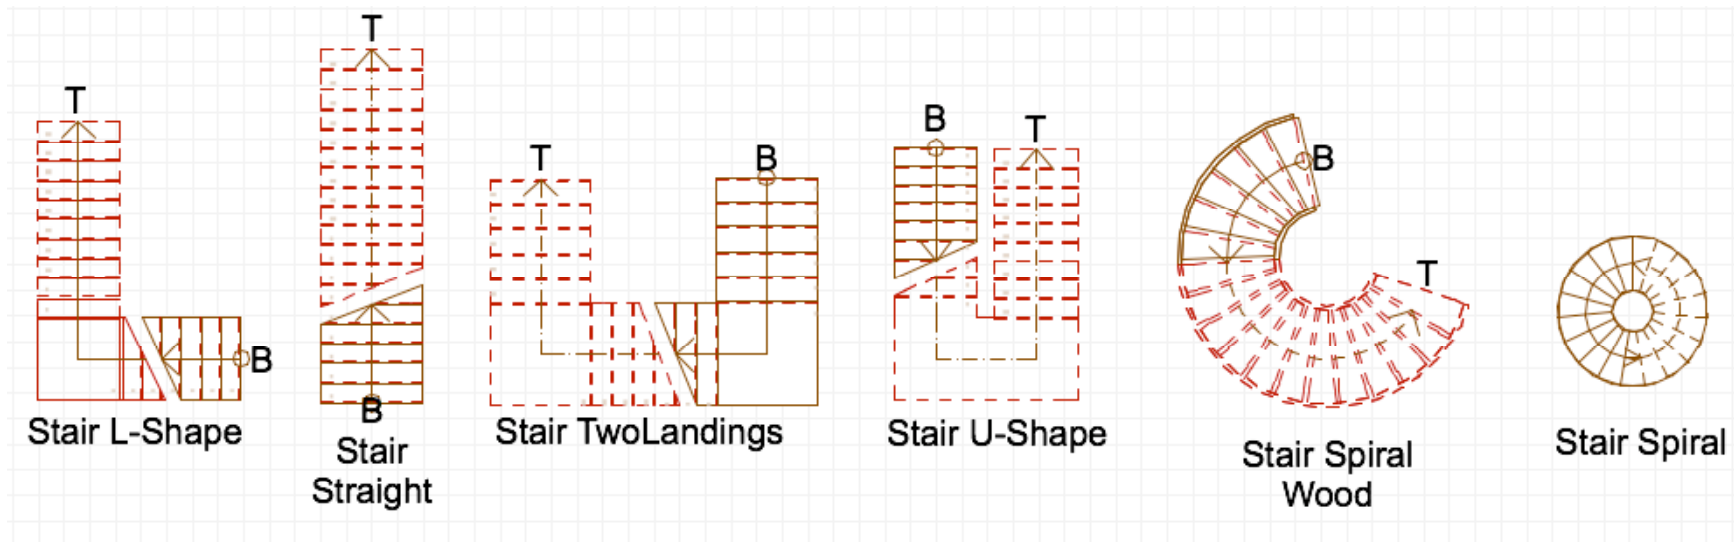 T
B
Stair L-Shape
T
B
Stair
Straight
T
B
Stair TwoLandings
B
T
Stair U-Shape
B
T
Stair Spiral
Wood
Stair Spiral